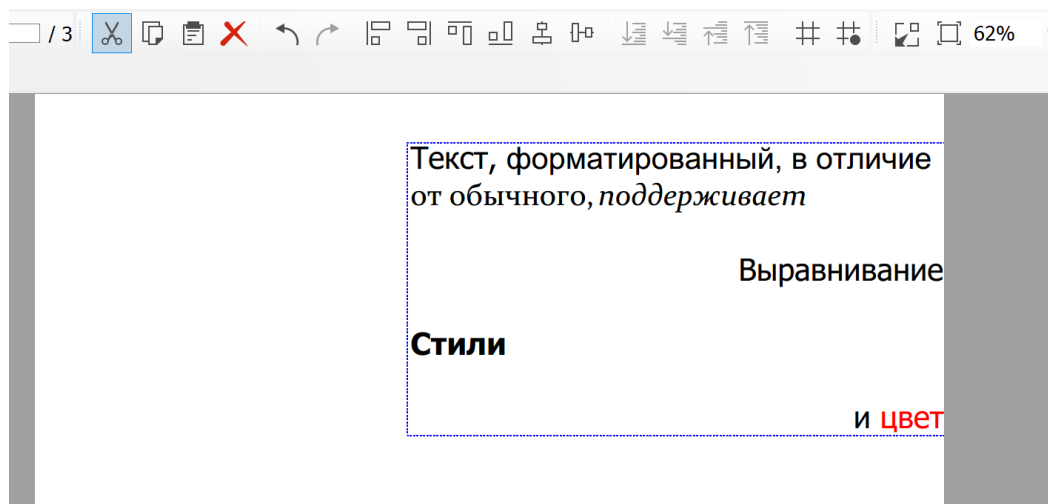 / 3
62%
Текст, форматированный, в отличие
от обычного, поддерживает
Выравнивание
Стили
и цвет